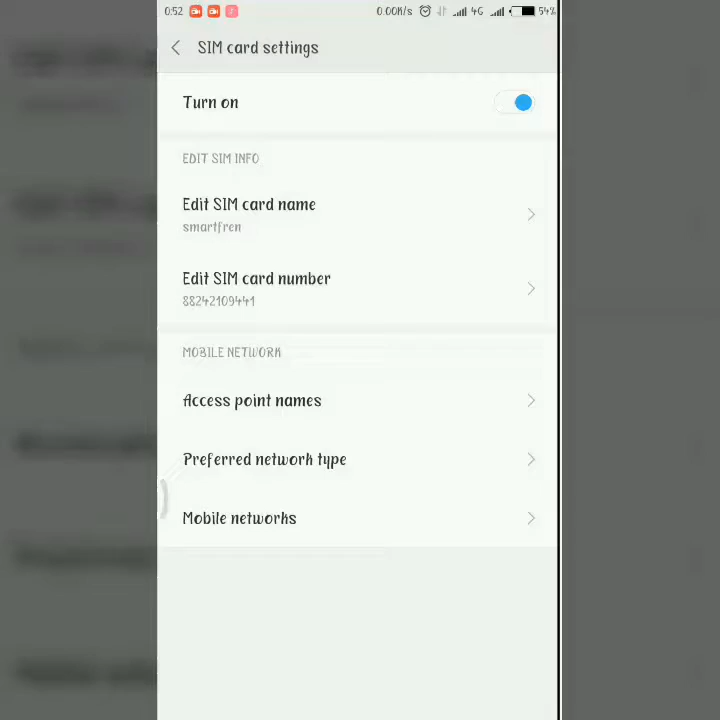 0:52 0.00K/s 4G 54%
SIM card settings
Turn on
EDIT SIM INFO
Edit SIM card name
smartfren
Edit SIM card number
88242109441
MOBILE NETWORK
Access point names
Preferred network type
Mobile networks